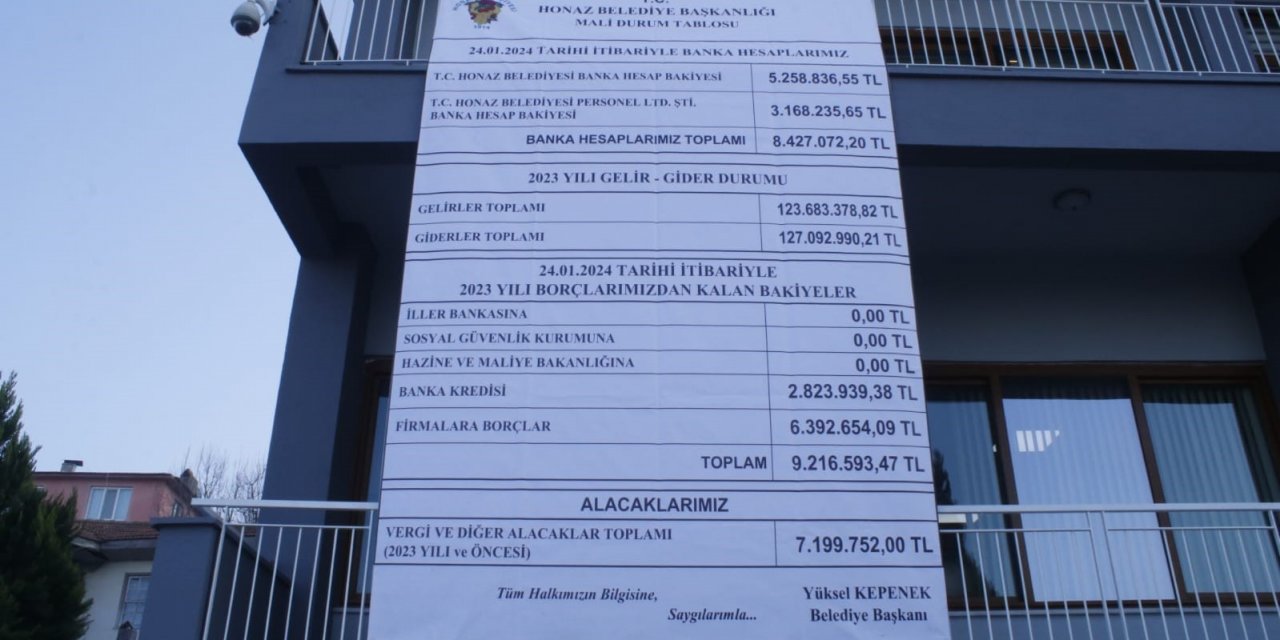 T.C.
HONAZ BELEDİYE BAŞKANLIĞI
MALİ DURUM TABLOSU
24.01.2024 TARİHİ İTİBARİYLE BANKA HESAPLARIMIZ
T.C. HONAZ BELEDİYESİ BANKA HESAP BAKİYESİ 5.258.836,55 TL
T.C. HONAZ BELEDİYESİ PERSONEL LTD. ŞTİ.
BANKA HESAP BAKİYESİ 3.168.235,65 TL
BANKA HESAPLARIMIZ TOPLAMI 8.427.072,20 TL
2023 YILI GELİR - GİDER DURUMU
GELİRLER TOPLAMI 123.683.378,82 TL
GİDERLER TOPLAMI 127.092.990,21 TL
24.01.2024 TARİHİ İTİBARİYLE
2023 YILI BORÇLARIMIZDAN KALAN BAKİYELER
İLLER BANKASINA 0,00 TL
SOSYAL GÜVENLİK KURUMUNA 0,00 TL
HAZİNE VE MALİYE BAKANLIĞINA 0,00 TL
BANKA KREDİSİ 2.823.939,38 TL
FİRMALARA BORÇLAR 6.392.654,09 TL
TOPLAM 9.216.593,47 TL
ALACAKLARIMIZ
VERGİ VE DİĞER ALACAKLAR TOPLAMI
(2023 YILI ve ÖNCESİ) 7.199.752,00 TL
Tüm Halkımızın Bilgisine,
Saygılarımla...
Yüksel KEPENEK
Belediye Başkanı